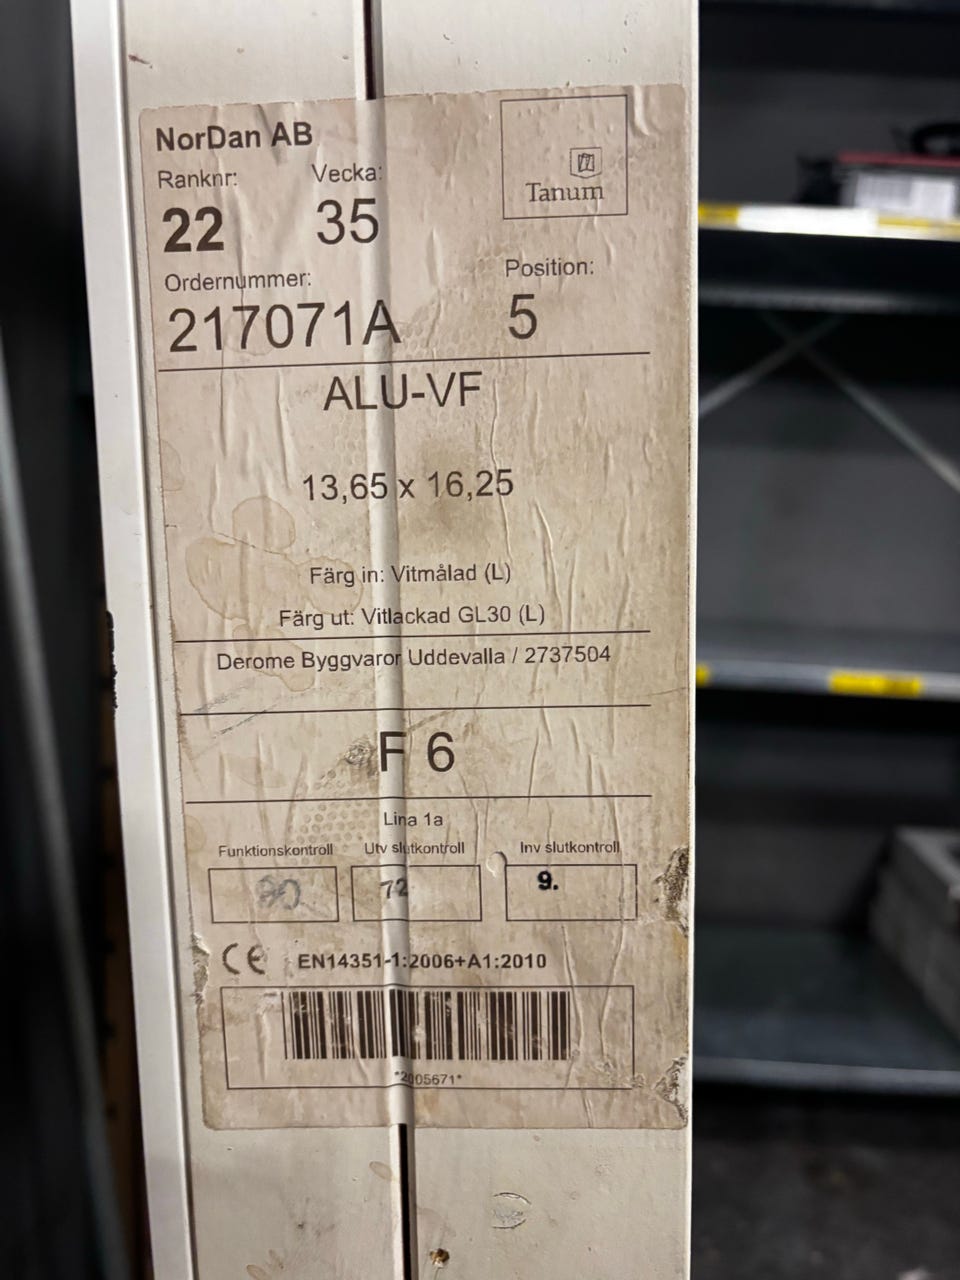 NorDan AB
Tanum
Ranknr: Vecka:
22 35
Ordernummer: Position:
217071A 5
ALU-VF
13,65 x 16,25
Färg in: Vitmålad (L)
Färg ut: Vitlackad GL30 (L)
Derome Byggvaror Uddevalla / 2737504
F 6
Lina 1a
Funktionskontroll Utv slutkontroll Inv slutkontroll
72 9.
CE EN14351-1:2006+A1:2010
*2005671*